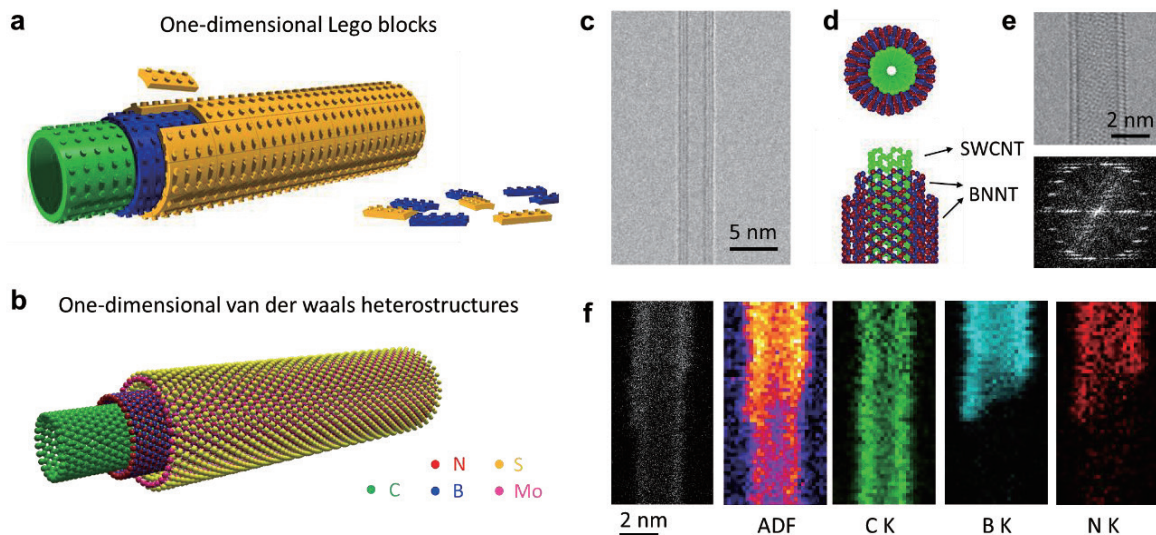 a
One-dimensional Lego blocks
b
One-dimensional van der waals heterostructures
N
S
C
B
Mo
c
5 nm
d
SWCNT
BNNT
e
2 nm
f
2 nm
ADF
C K
B K
N K